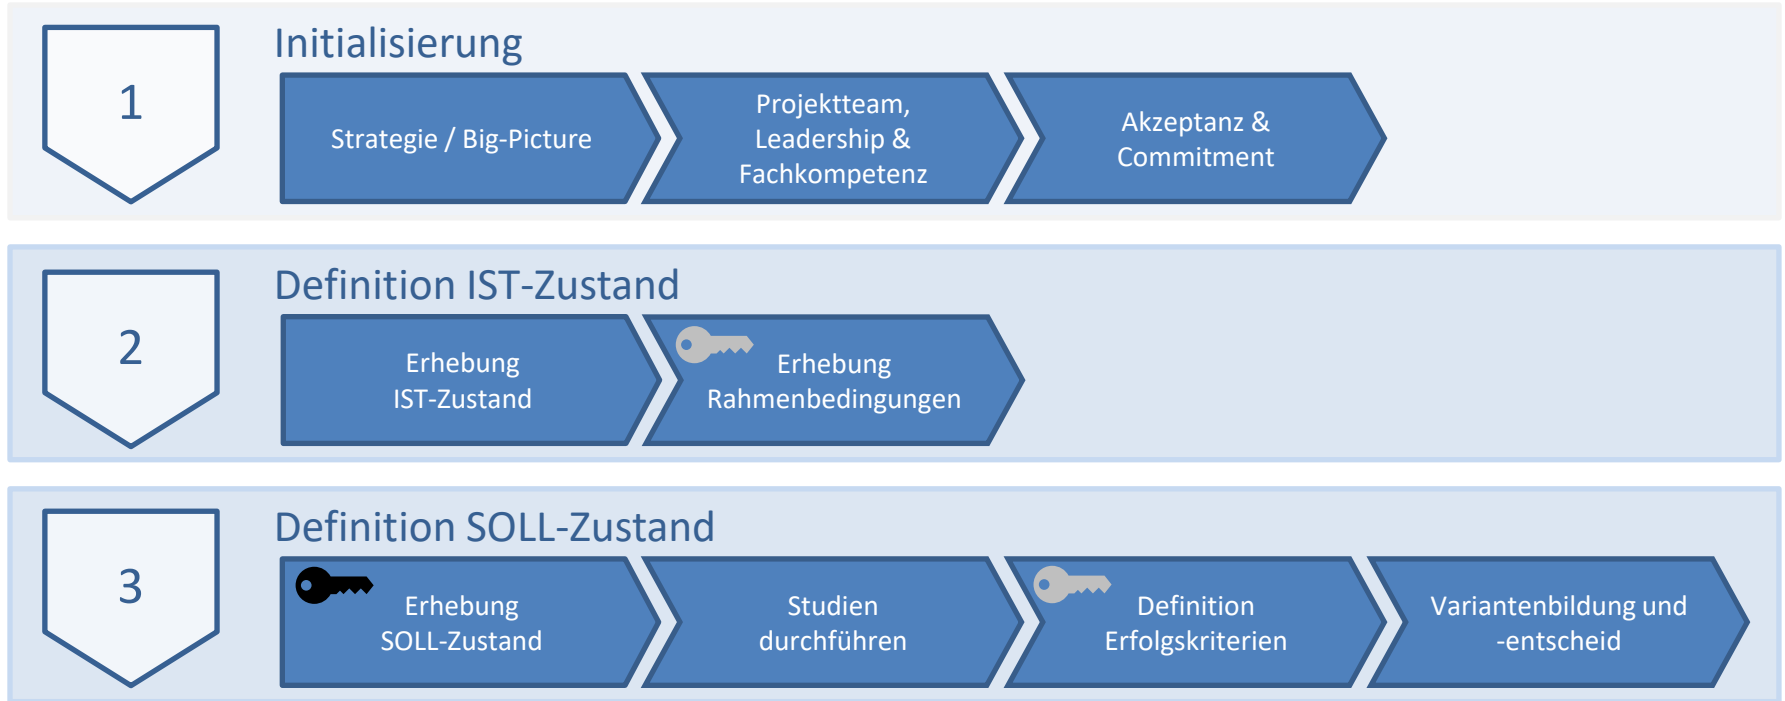 1
Initialisierung
Strategie / Big-Picture
Projektteam,
Leadership &
Fachkompetenz
Akzeptanz &
Commitment
2
Definition IST-Zustand
Erhebung
IST-Zustand
Erhebung
Rahmenbedingungen
3
Definition SOLL-Zustand
Erhebung
SOLL-Zustand
Studien
durchführen
Definition
Erfolgskriterien
Variantenbildung und
-entscheid